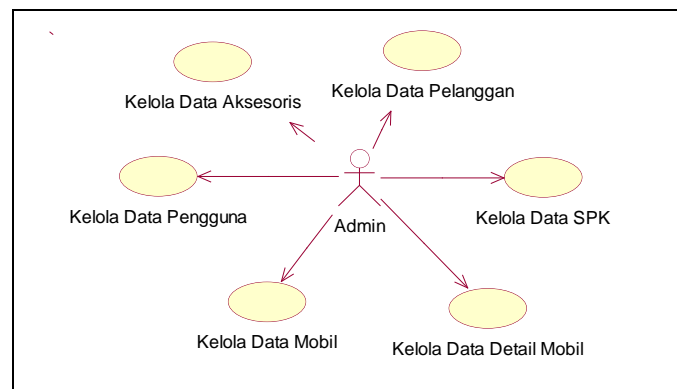 Kelola Data Aksesoris
Kelola Data Pelanggan
Kelola Data Pengguna
Admin
Kelola Data SPK
Kelola Data Mobil
Kelola Data Detail Mobil